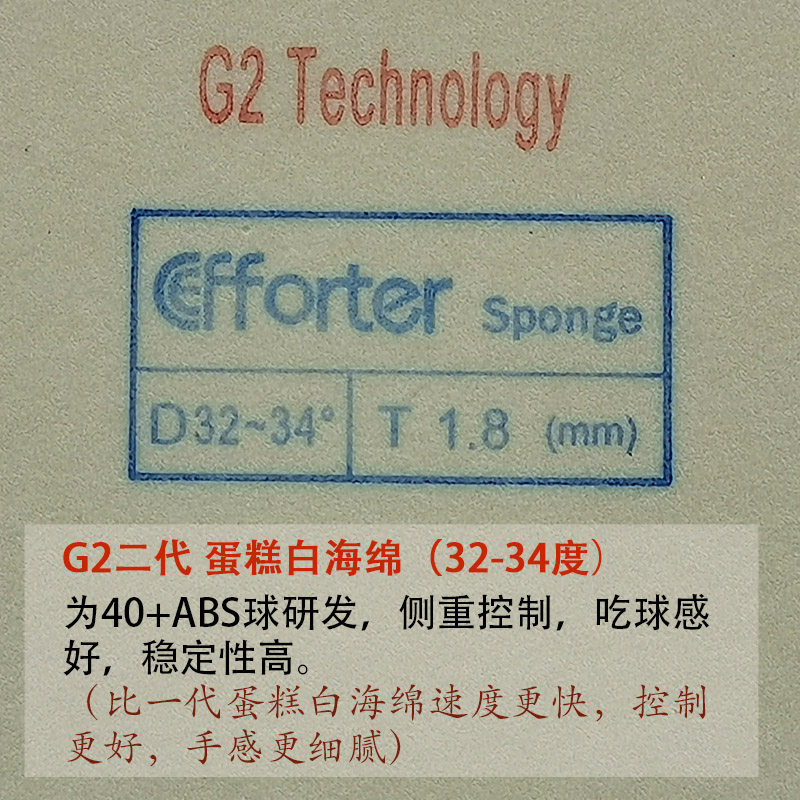 G2 Technology
Efforter Sponge
D32~34° T 1.8 (mm)
G2二代 蛋糕白海绵（32-34度）
为40+ABS球研发，侧重控制，吃球感
好，稳定性高。
（比一代蛋糕白海绵速度更快，控制
更好，手感更细腻）